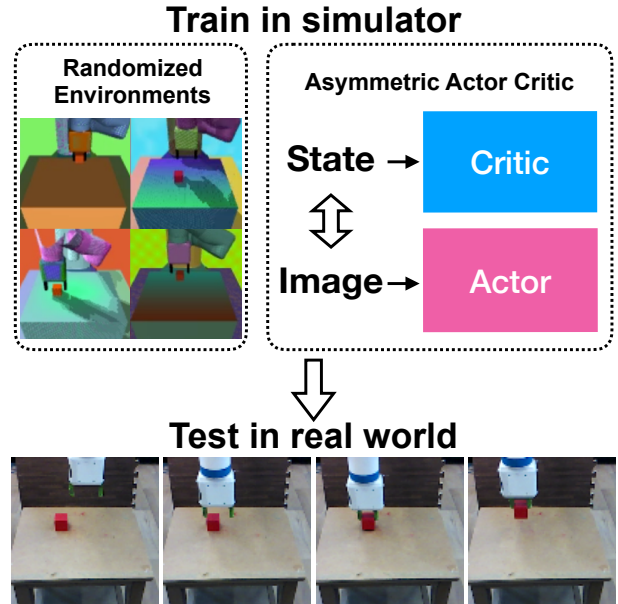 Train in simulator
Randomized
Environments
Asymmetric Actor Critic
State
Critic
Image
Actor
Test in real world